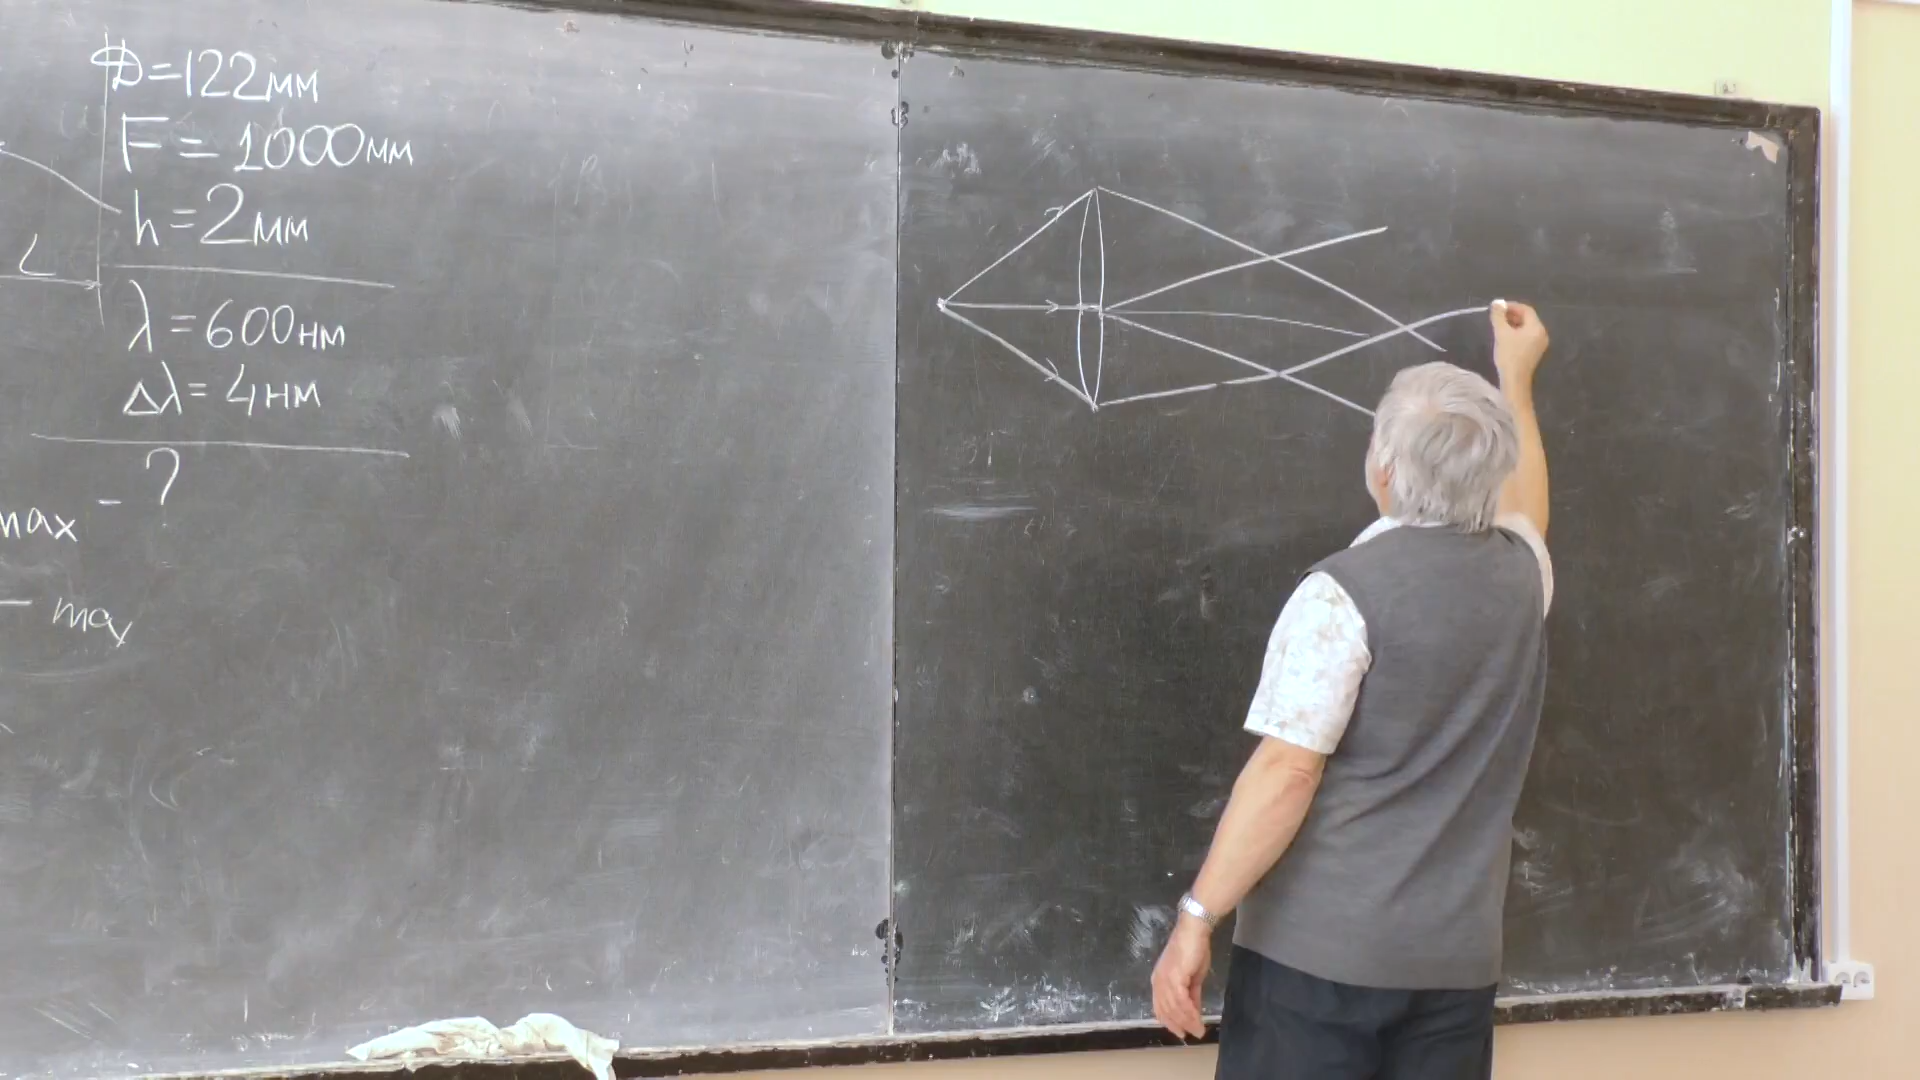 D=122мм
F = 1000мм
h=2мм
L
λ=600нм
Δλ=4нм
max - ?
- max